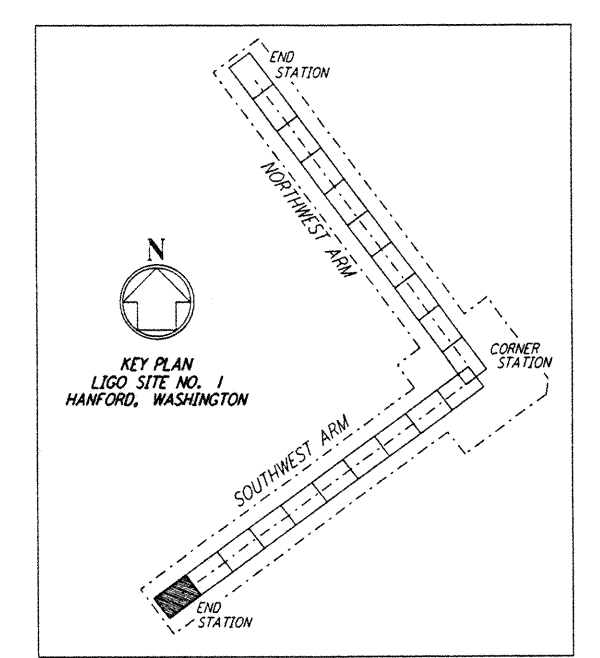 END
STATION
NORTHWEST ARM
N
KEY PLAN
LIGO SITE NO. 1
HANFORD, WASHINGTON
CORNER
STATION
SOUTHWEST ARM
END
STATION